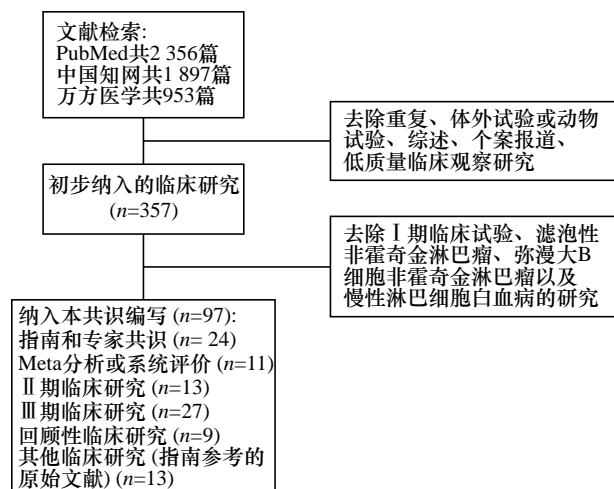 文献检索:
PubMed共2 356篇
中国知网共1 897篇
万方医学共953篇
去除重复、体外试验或动物
试验、综述、个案报道、
低质量临床观察研究
初步纳入的临床研究
(n=357)
去除Ⅰ期临床试验、滤泡性
非霍奇金淋巴瘤、弥漫大B
细胞非霍奇金淋巴瘤以及
慢性淋巴细胞白血病的研究
纳入本共识编写 (n=97):
指南和专家共识 (n= 24)
Meta分析或系统评价 (n=11)
Ⅱ期临床研究 (n=13)
Ⅲ期临床研究 (n=27)
回顾性临床研究 (n=9)
其他临床研究 (指南参考的
原始文献) (n=13)